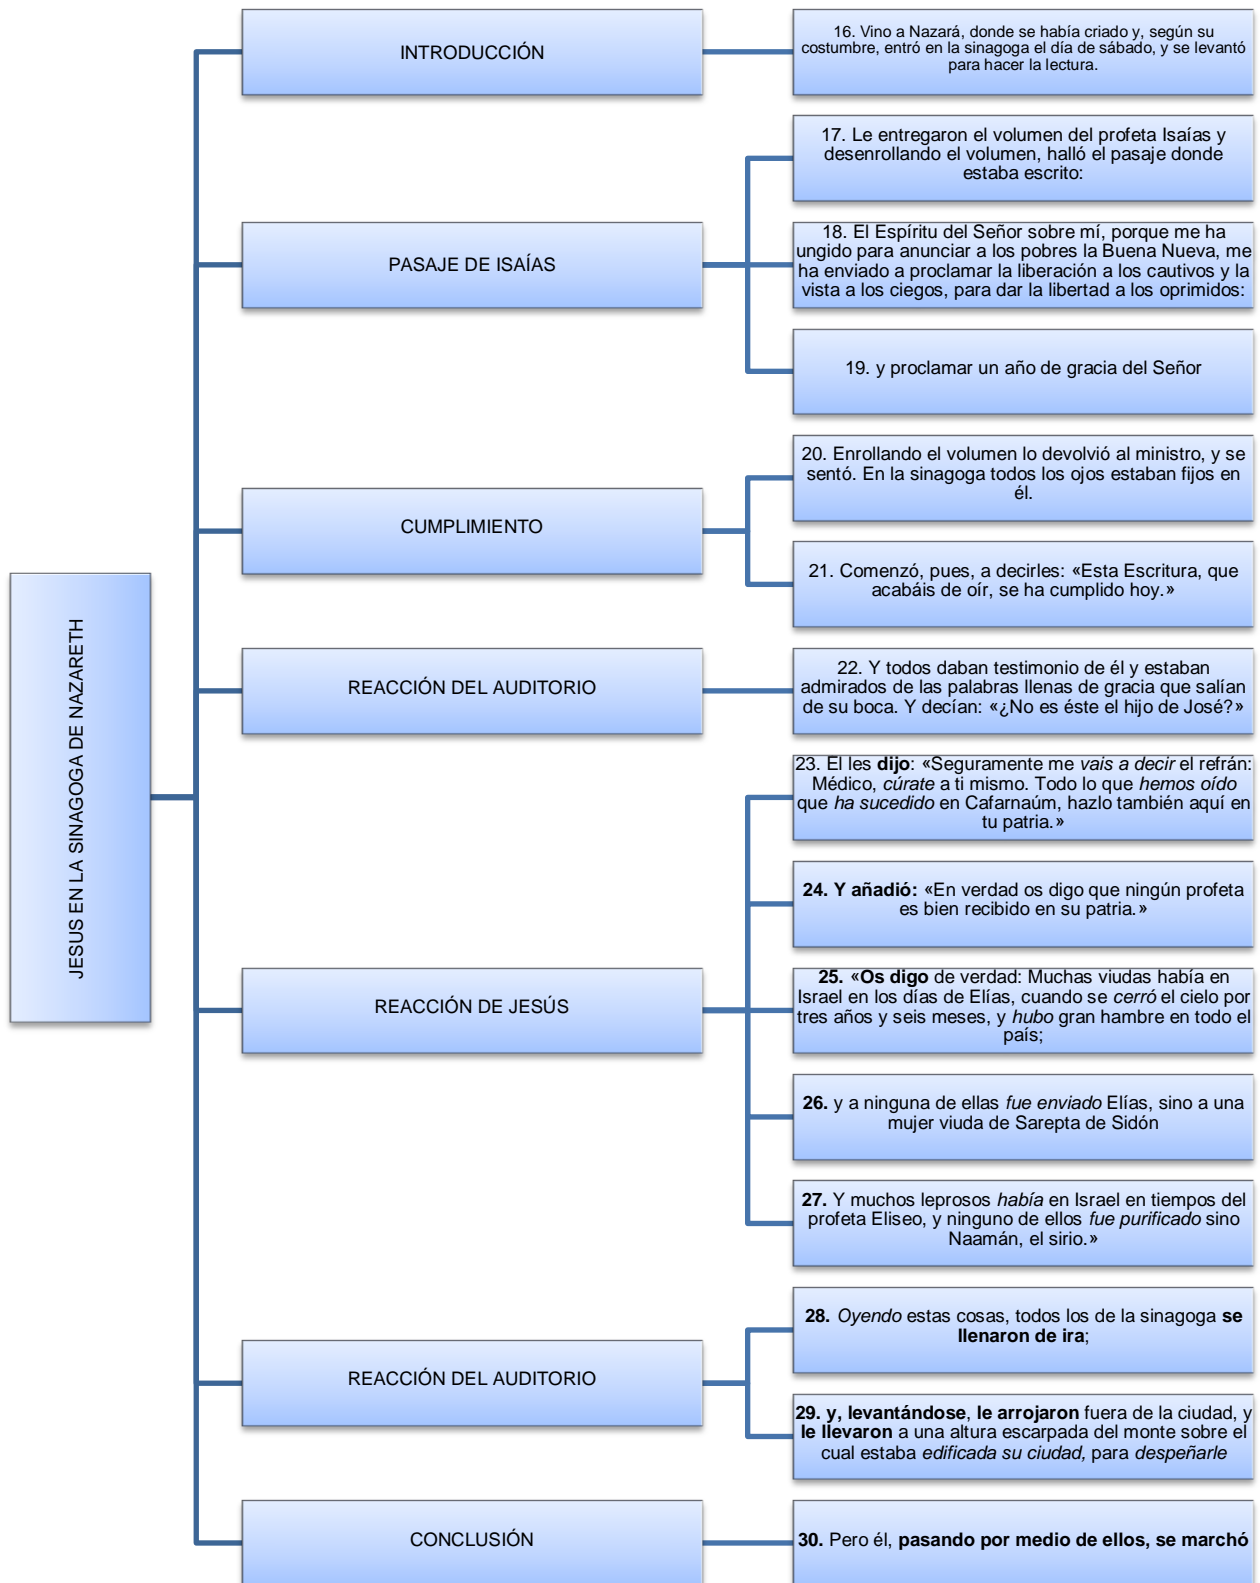 JESUS EN LA SINAGOGA DE NAZARETH
INTRODUCCIÓN
16. Vino a Nazará, donde se había criado y, según su
costumbre, entró en la sinagoga el día de sábado, y se levantó
para hacer la lectura.
PASAJE DE ISAÍAS
17. Le entregaron el volumen del profeta Isaías y
desenrollando el volumen, halló el pasaje donde
estaba escrito:
18. El Espíritu del Señor sobre mí, porque me ha
ungido para anunciar a los pobres la Buena Nueva, me
ha enviado a proclamar la liberación a los cautivos y la
vista a los ciegos, para dar la libertad a los oprimidos:
19. y proclamar un año de gracia del Señor
CUMPLIMIENTO
20. Enrollando el volumen lo devolvió al ministro, y se
sentó. En la sinagoga todos los ojos estaban fijos en
él.
21. Comenzó, pues, a decirles: «Esta Escritura, que
acabáis de oír, se ha cumplido hoy.»
REACCIÓN DEL AUDITORIO
22. Y todos daban testimonio de él y estaban
admirados de las palabras llenas de gracia que salían
de su boca. Y decían: «¿No es éste el hijo de José?»
REACCIÓN DE JESÚS
23. El les dijo: «Seguramente me vais a decir el refrán:
Médico, cúrate a ti mismo. Todo lo que hemos oído
que ha sucedido en Cafarnaúm, hazlo también aquí en
tu patria.»
24. Y añadió: «En verdad os digo que ningún profeta
es bien recibido en su patria.»
25. «Os digo de verdad: Muchas viudas había en
Israel en los días de Elías, cuando se cerró el cielo por
tres años y seis meses, y hubo gran hambre en todo el
país;
26. y a ninguna de ellas fue enviado Elías, sino a una
mujer viuda de Sarepta de Sidón
27. Y muchos leprosos había en Israel en tiempos del
profeta Eliseo, y ninguno de ellos fue purificado sino
Naamán, el sirio.»
REACCIÓN DEL AUDITORIO
28. Oyendo estas cosas, todos los de la sinagoga se
llenaron de ira;
29. y, levantándose, le arrojaron fuera de la ciudad, y
le llevaron a una altura escarpada del monte sobre el
cual estaba edificada su ciudad, para despeñarle
CONCLUSIÓN
30. Pero él, pasando por medio de ellos, se marchó